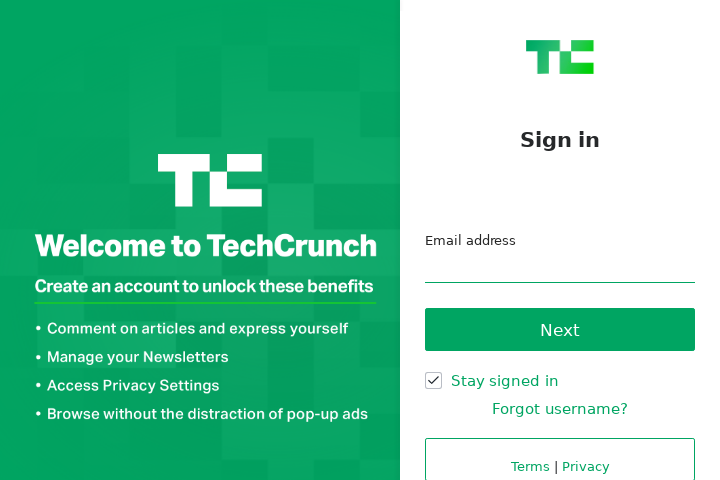 TC
Welcome to TechCrunch
Create an account to unlock these benefits
• Comment on articles and express yourself
• Manage your Newsletters
• Access Privacy Settings
• Browse without the distraction of pop-up ads
TC
Sign in
Email address
Next
Stay signed in
Forgot username?
Terms | Privacy